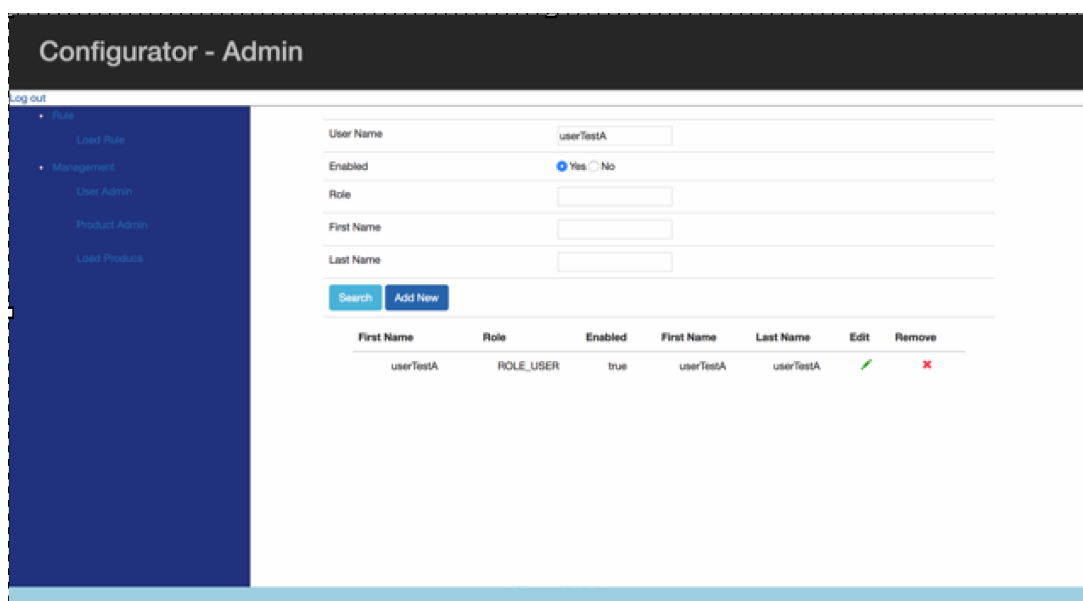 Configurator - Admin
Log out
Rule
Load Rule
Management
User Admin
Product Admin
Load Producs
User Name userTestA
Enabled Yes No
Role
First Name
Last Name
Search Add New
First Name Role Enabled First Name Last Name Edit Remove
userTestA ROLE_USER true userTestA userTestA